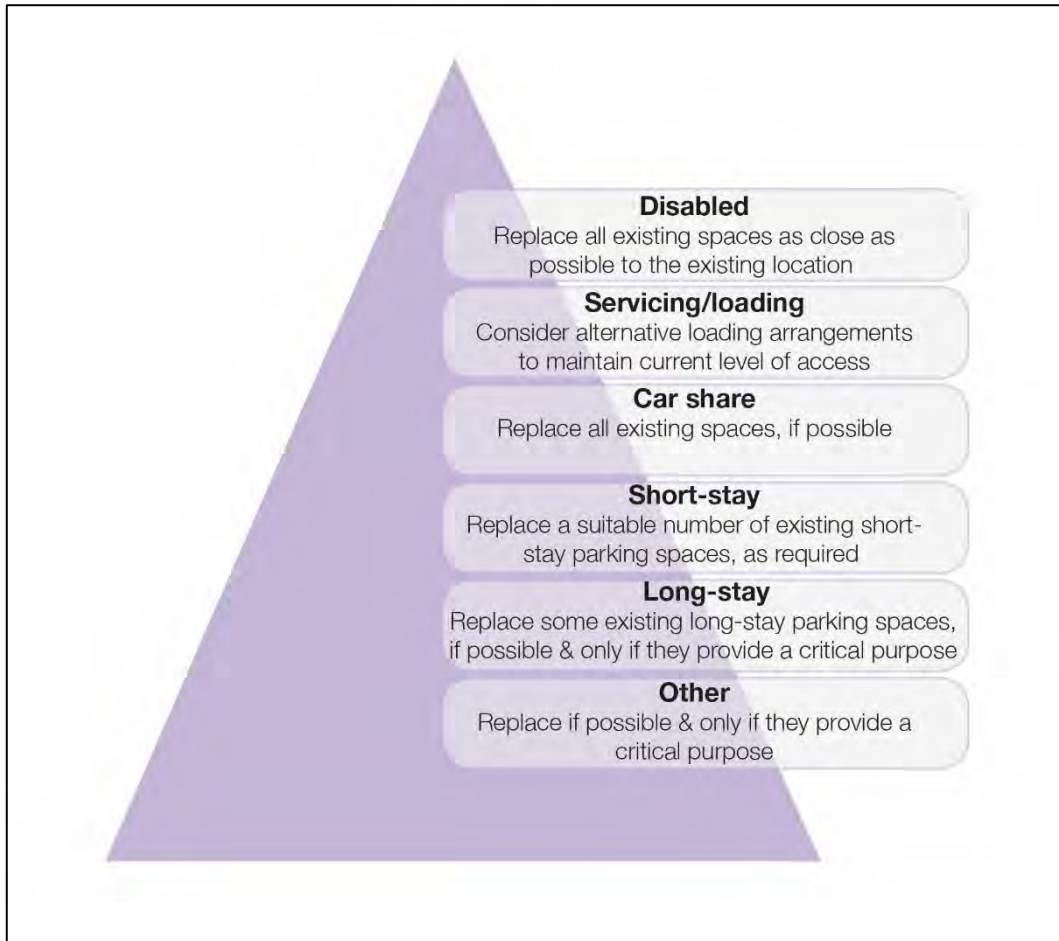 Disabled
Replace all existing spaces as close as
possible to the existing location
Servicing/loading
Consider alternative loading arrangements
to maintain current level of access
Car share
Replace all existing spaces, if possible
Short-stay
Replace a suitable number of existing short-
stay parking spaces, as required
Long-stay
Replace some existing long-stay parking spaces,
if possible & only if they provide a critical purpose
Other
Replace if possible & only if they provide a
critical purpose